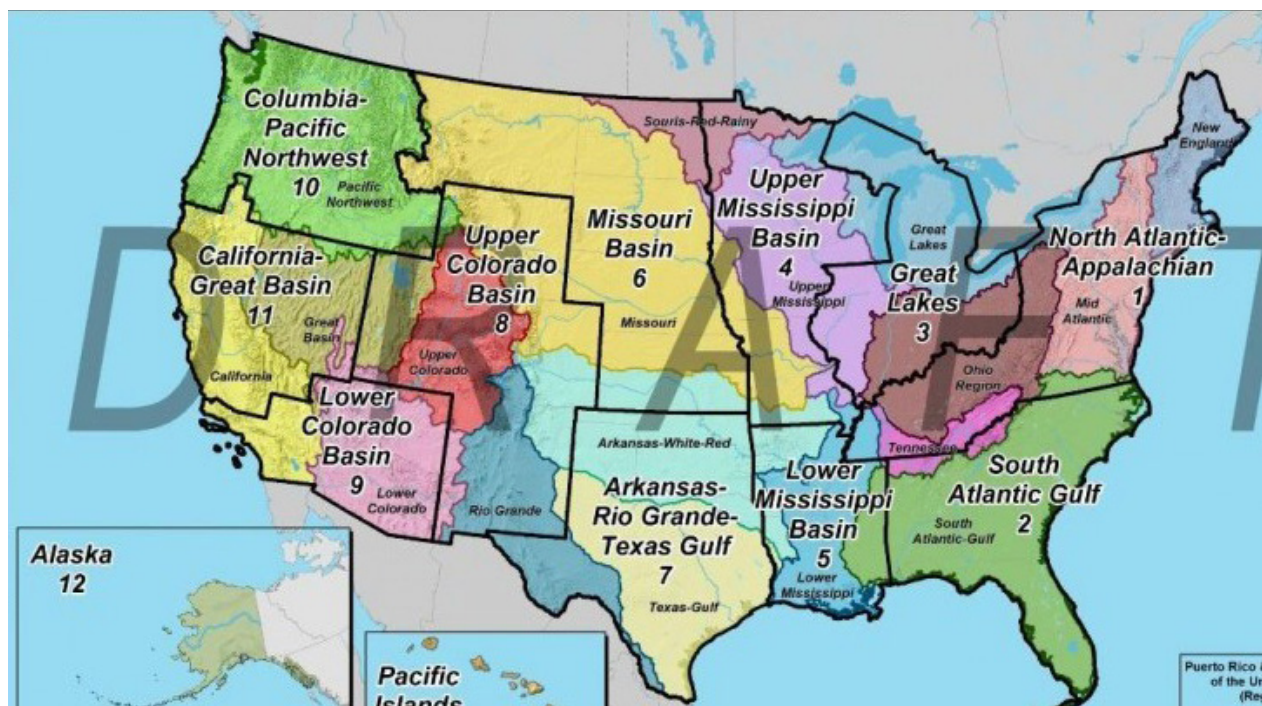 Columbia-
Pacific
Northwest
10
Pacific
Northwest
California-
Great Basin
11
Great
Basin
California
Upper
Colorado
Basin
8
Upper
Colorado
Lower
Colorado
Basin
9
Lower
Colorado
Rio Grande
Souris-Red-Rainy
Missouri
Basin
6
Missouri
Arkansas-White-Red
Arkansas-
Rio Grande-
Texas Gulf
7
Texas-Gulf
Upper
Mississippi
Basin
4
Upper
Mississippi
Great
Lakes
Great
Lakes
3
Ohio
Region
Tennessee
Lower
Mississippi
Basin
5
Lower
Mississippi
New
England
North Atlantic-
Appalachian
1
Mid
Atlantic
South
Atlantic Gulf
2
South
Atlantic-Gulf
DRAFT
Alaska
12
Pacific
Islands
Puerto Rico
of the